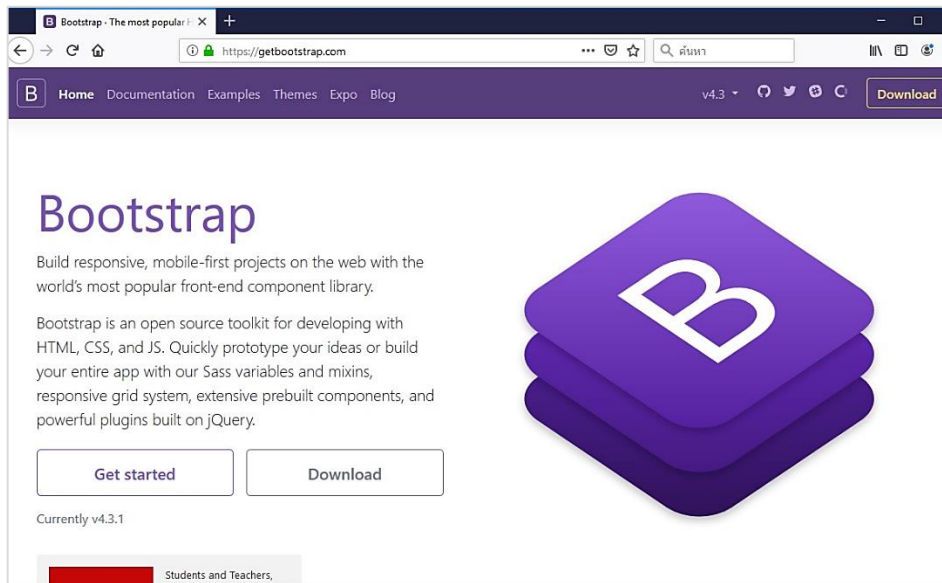 B Bootstrap · The most popular H
https://getbootstrap.com
ค้นหา
B Home Documentation Examples Themes Expo Blog v4.3 Download
Bootstrap
Build responsive, mobile-first projects on the web with the
world's most popular front-end component library.
Bootstrap is an open source toolkit for developing with
HTML, CSS, and JS. Quickly prototype your ideas or build
your entire app with our Sass variables and mixins,
responsive grid system, extensive prebuilt components, and
powerful plugins built on jQuery.
Get started Download
Currently v4.3.1
Students and Teachers,
B